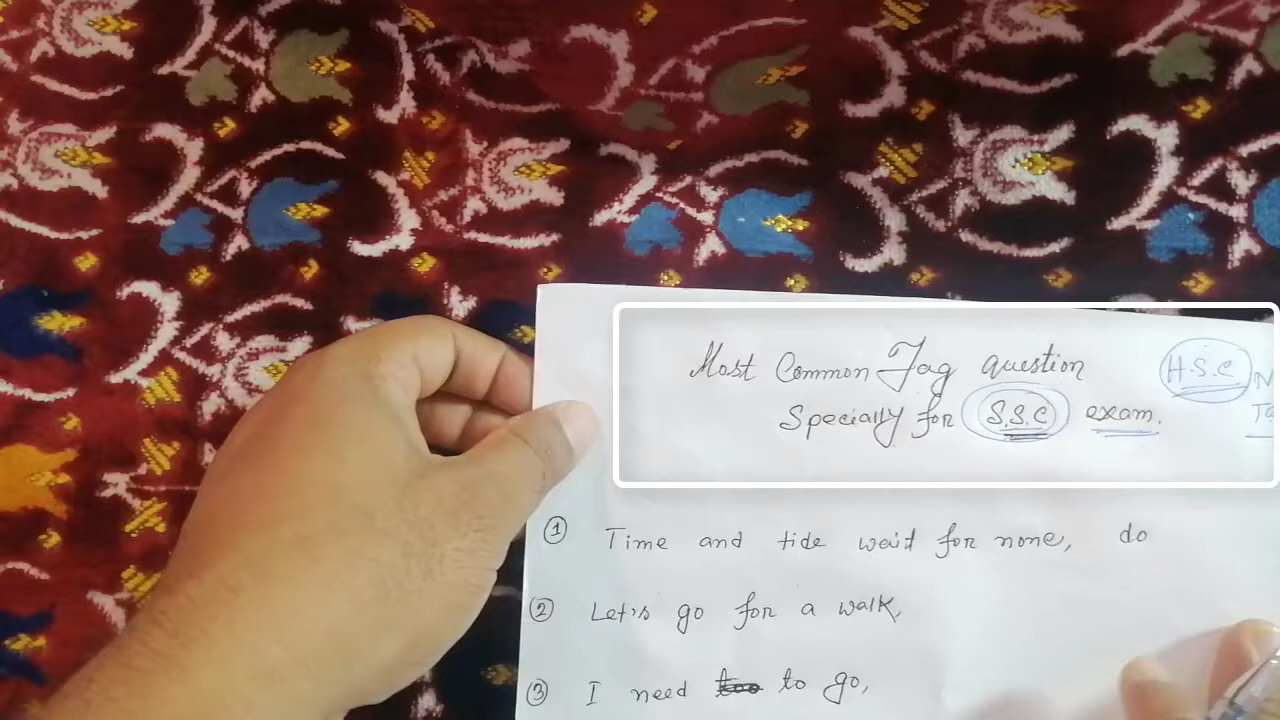 Most Common Tag question
H.S.C
Specially for S.S.C exam.
① Time and tide wait for none, do
② Let's go for a walk,
③ I need to go,